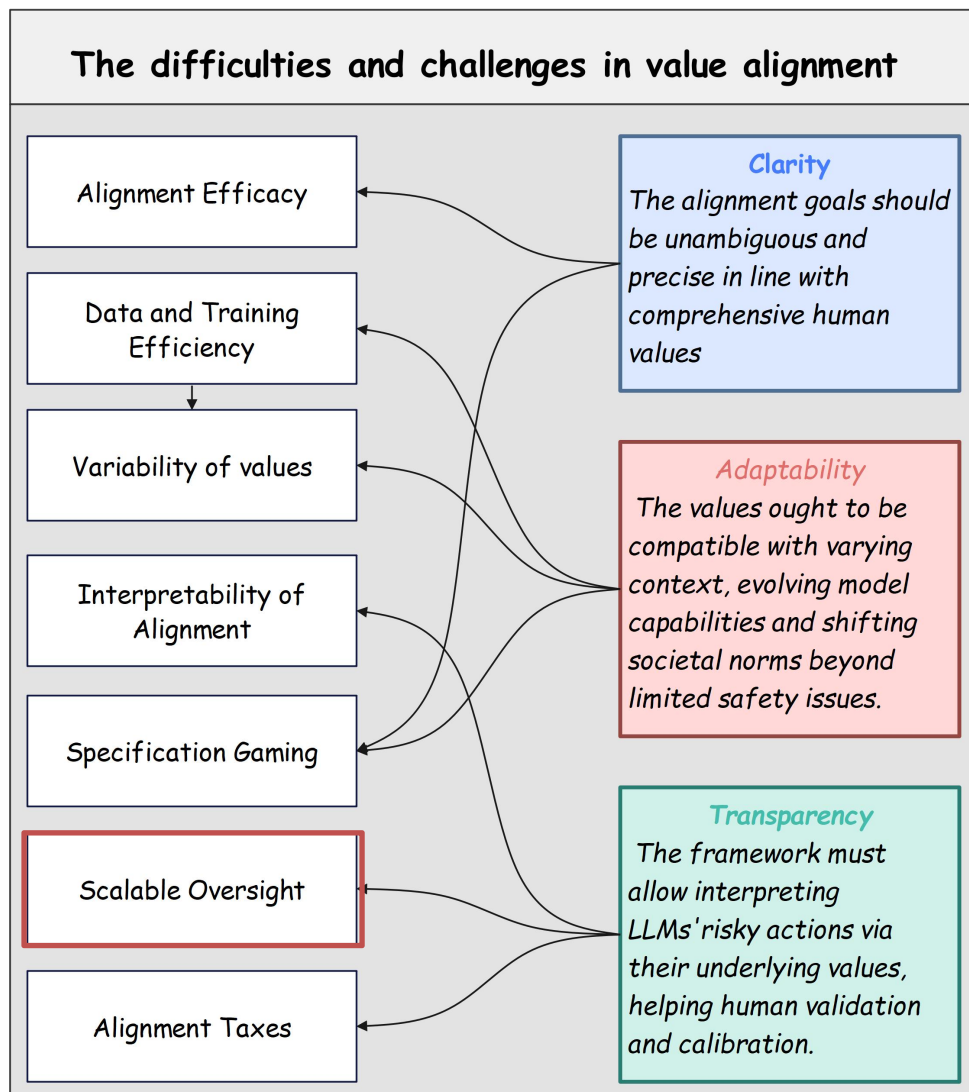 The difficulties and challenges in value alignment
Alignment Efficacy
Data and Training
Efficiency
Variability of values
Interpretability of
Alignment
Specification Gaming
Scalable Oversight
Alignment Taxes
Clarity
The alignment goals should
be unambiguous and
precise in line with
comprehensive human
values
Adaptability
The values ought to be
compatible with varying
context, evolving model
capabilities and shifting
societal norms beyond
limited safety issues.
Transparency
The framework must
allow interpreting
LLMs'risky actions via
their underlying values,
helping human validation
and calibration.